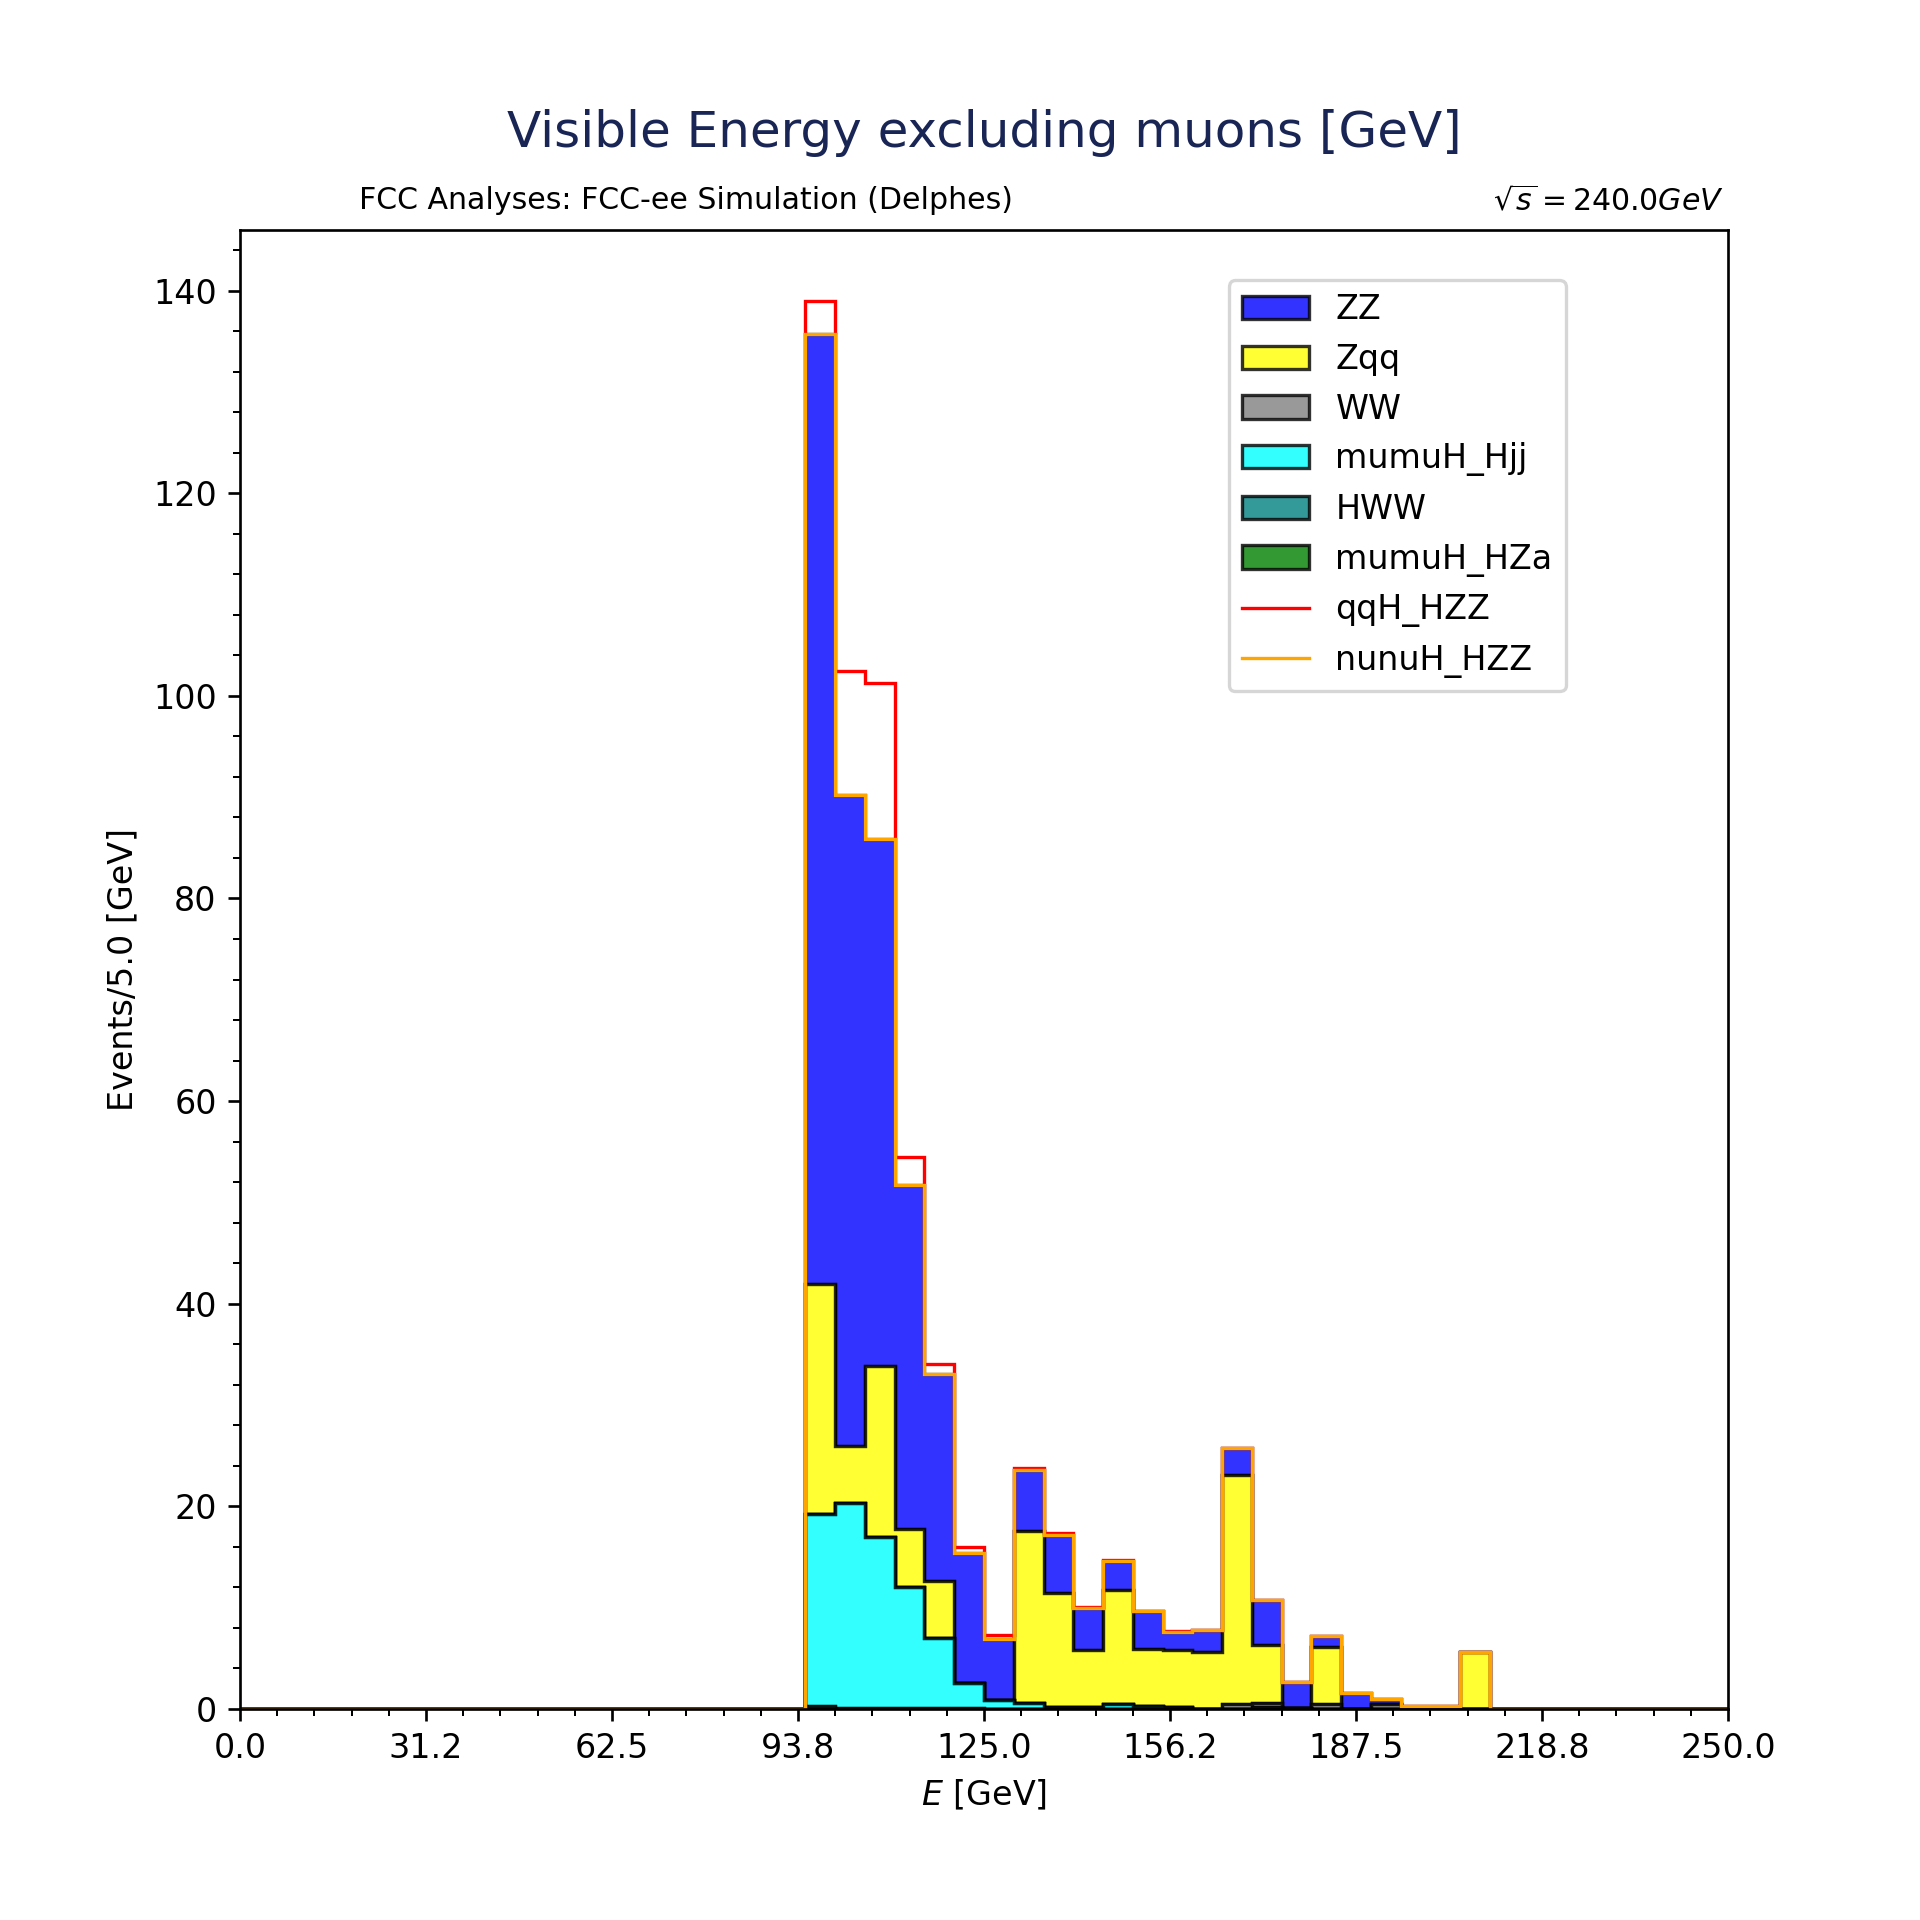 Visible Energy excluding muons [GeV]
FCC Analyses: FCC-ee Simulation (Delphes)
√s = 240.0GeV
Events/5.0 [GeV]
140
120
100
80
60
40
20
0
ZZ
Zqq
WW
mumuH_Hjj
HWW
mumuH_HZa
qqH_HZZ
nunuH_HZZ
0.0 31.2 62.5 93.8 125.0 156.2 187.5 218.8 250.0
E [GeV]